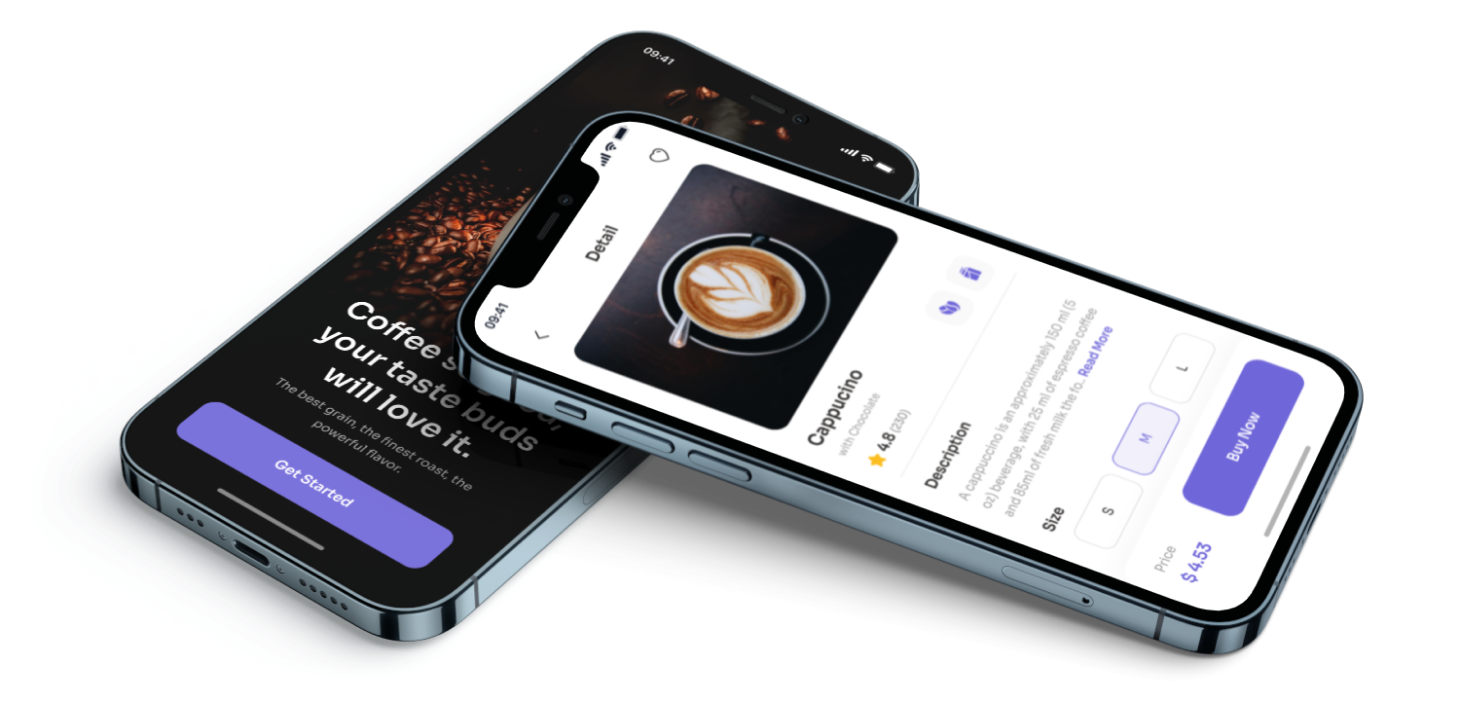 09:41
Coffee s
your taste buds
will love it.
The best grain, the finest roast, the
powerful flavor.
Get Started
09:41
Detail
Cappucino
with Chocolate
4.8 (230)
Description
A cappuccino is an approximately 150 ml (5
oz) beverage, with 25 ml of espresso coffee
and 85ml of fresh milk the fo.. Read More
Size
S
M
L
Price
$ 4.53
Buy Now